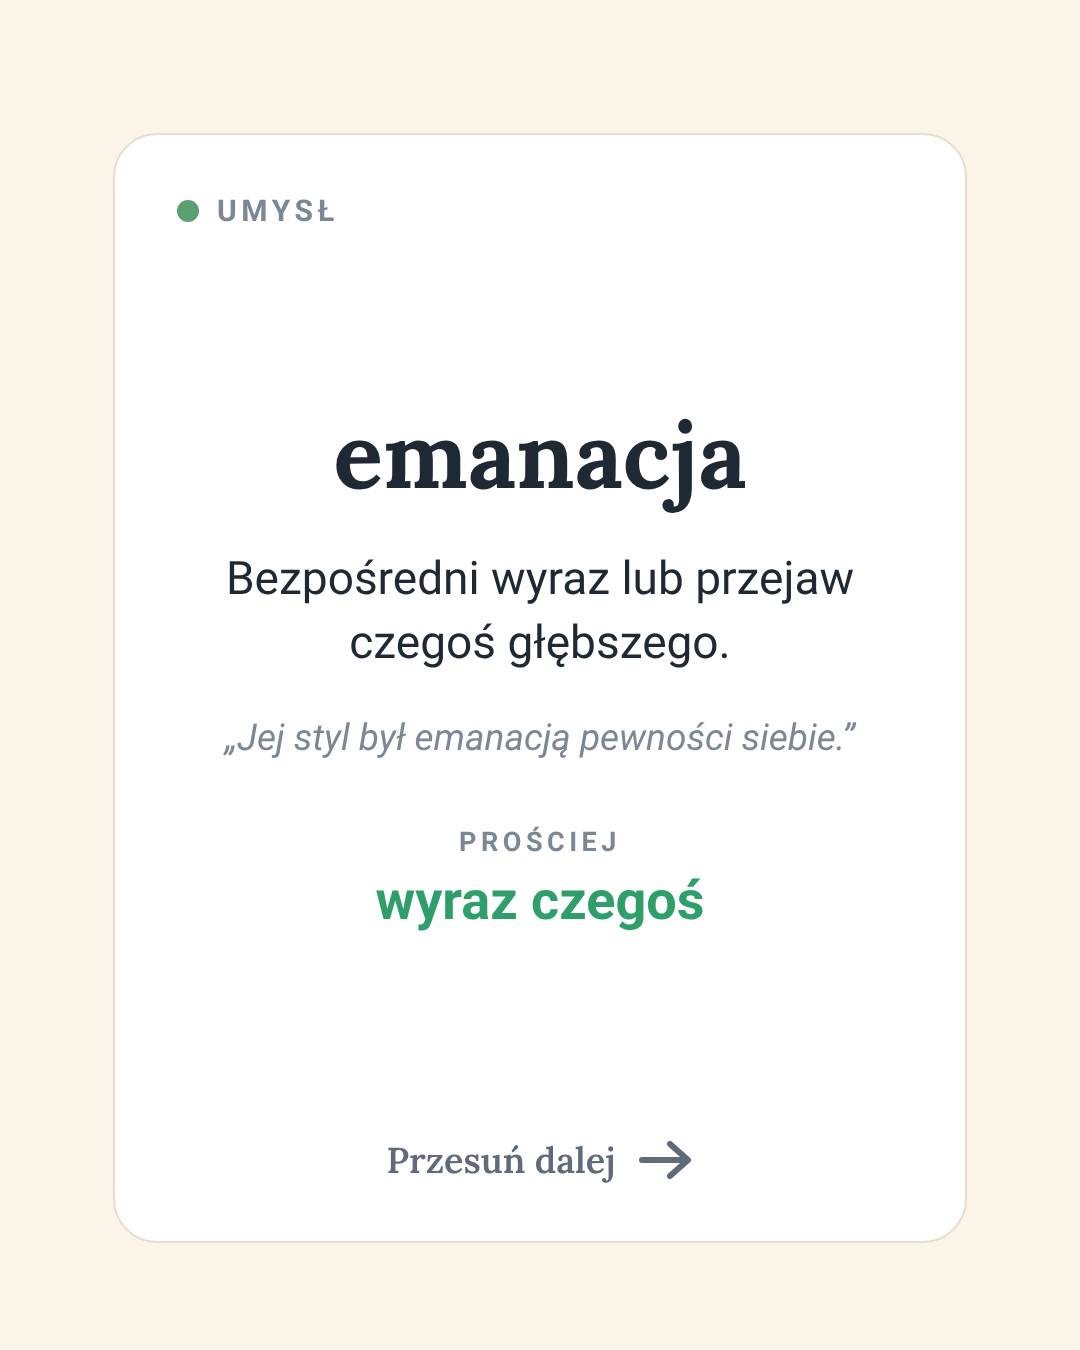 UMYSŁ
emanacja
Bezpośredni wyraz lub przejaw
czegoś głębszego.
„Jej styl był emanacją pewności siebie.”
PROŚCIEJ
wyraz czegoś
Przesuń dalej